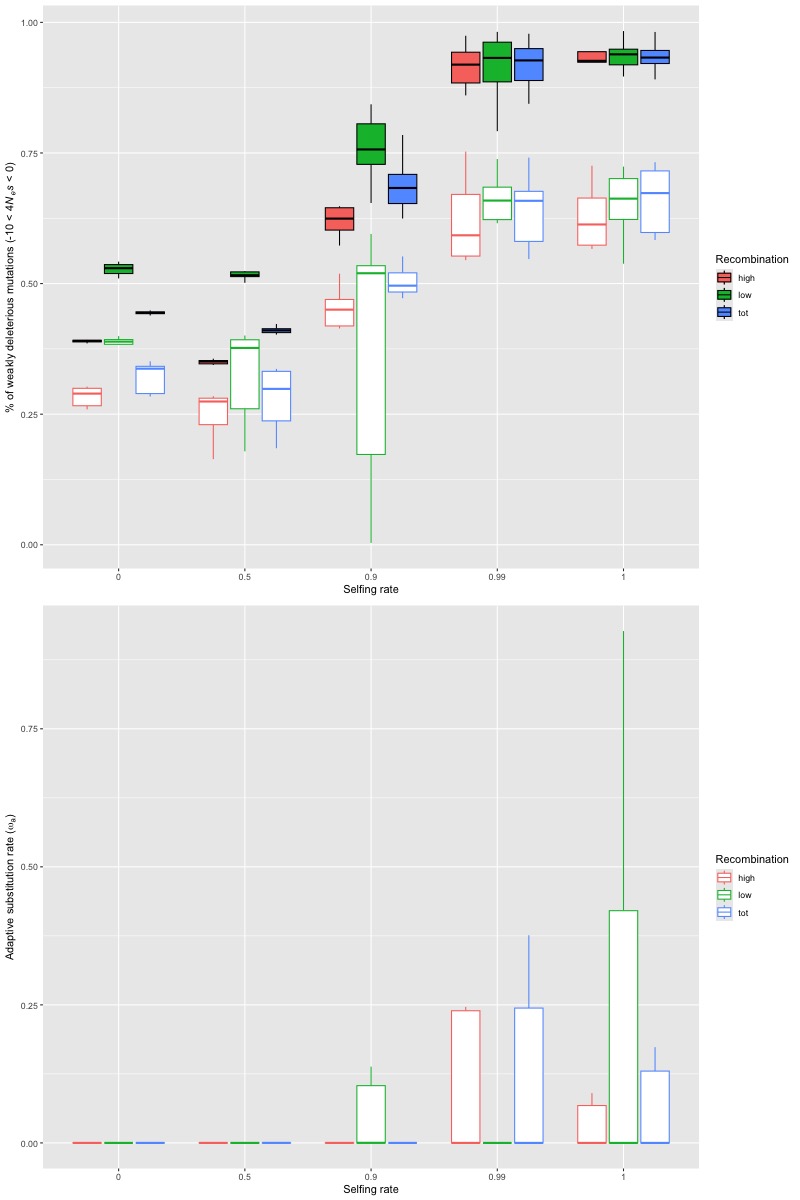 % of weakly deleterious mutations (-10 < 4Nₑs < 0)
1.00
0.75
0.50
0.25
0.00
0 0.5 0.9 0.99 1
Selfing rate
Recombination
high
low
tot
Adaptive substitution rate (ωₐ)
0.75
0.50
0.25
0.00
0 0.5 0.9 0.99 1
Selfing rate
Recombination
high
low
tot